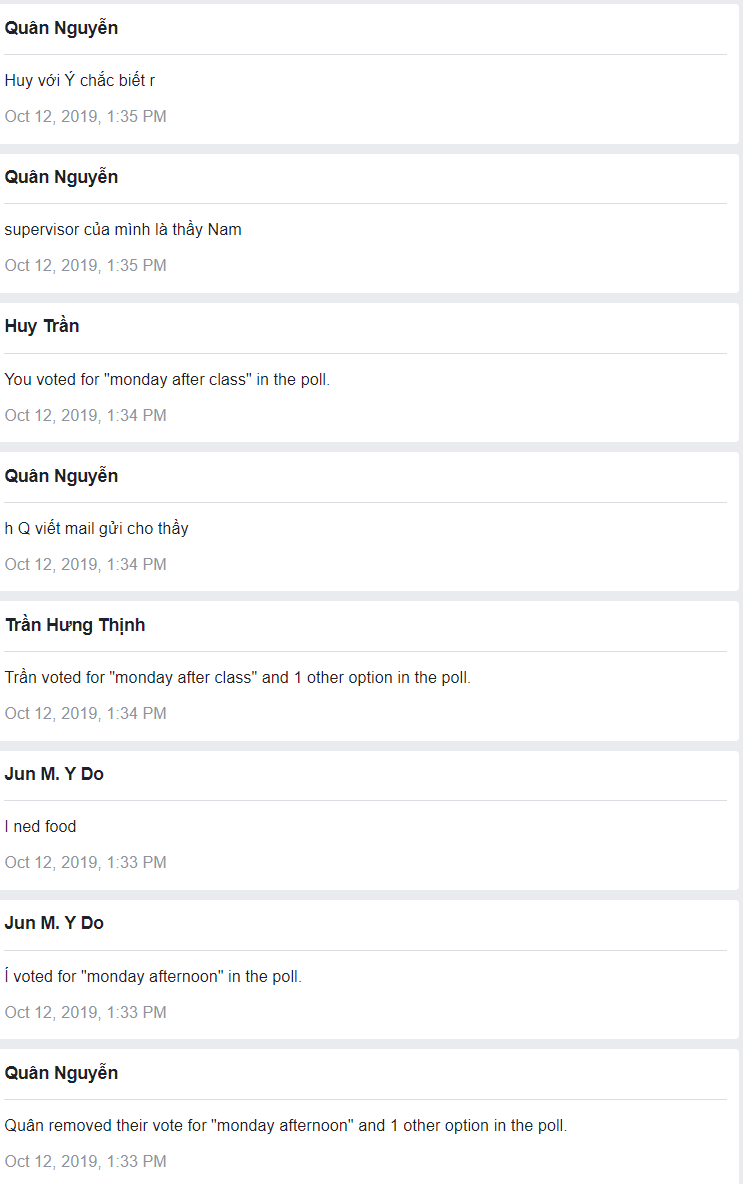 Quân Nguyễn
Huy với Ý chắc biết r
Oct 12, 2019, 1:35 PM
Quân Nguyễn
supervisor của mình là thầy Nam
Oct 12, 2019, 1:35 PM
Huy Trần
You voted for "monday after class" in the poll.
Oct 12, 2019, 1:34 PM
Quân Nguyễn
h Q viết mail gửi cho thầy
Oct 12, 2019, 1:34 PM
Trần Hưng Thịnh
Trần voted for "monday after class" and 1 other option in the poll.
Oct 12, 2019, 1:34 PM
Jun M. Y Do
I ned food
Oct 12, 2019, 1:33 PM
Jun M. Y Do
Í voted for "monday afternoon" in the poll.
Oct 12, 2019, 1:33 PM
Quân Nguyễn
Quân removed their vote for "monday afternoon" and 1 other option in the poll.
Oct 12, 2019, 1:33 PM